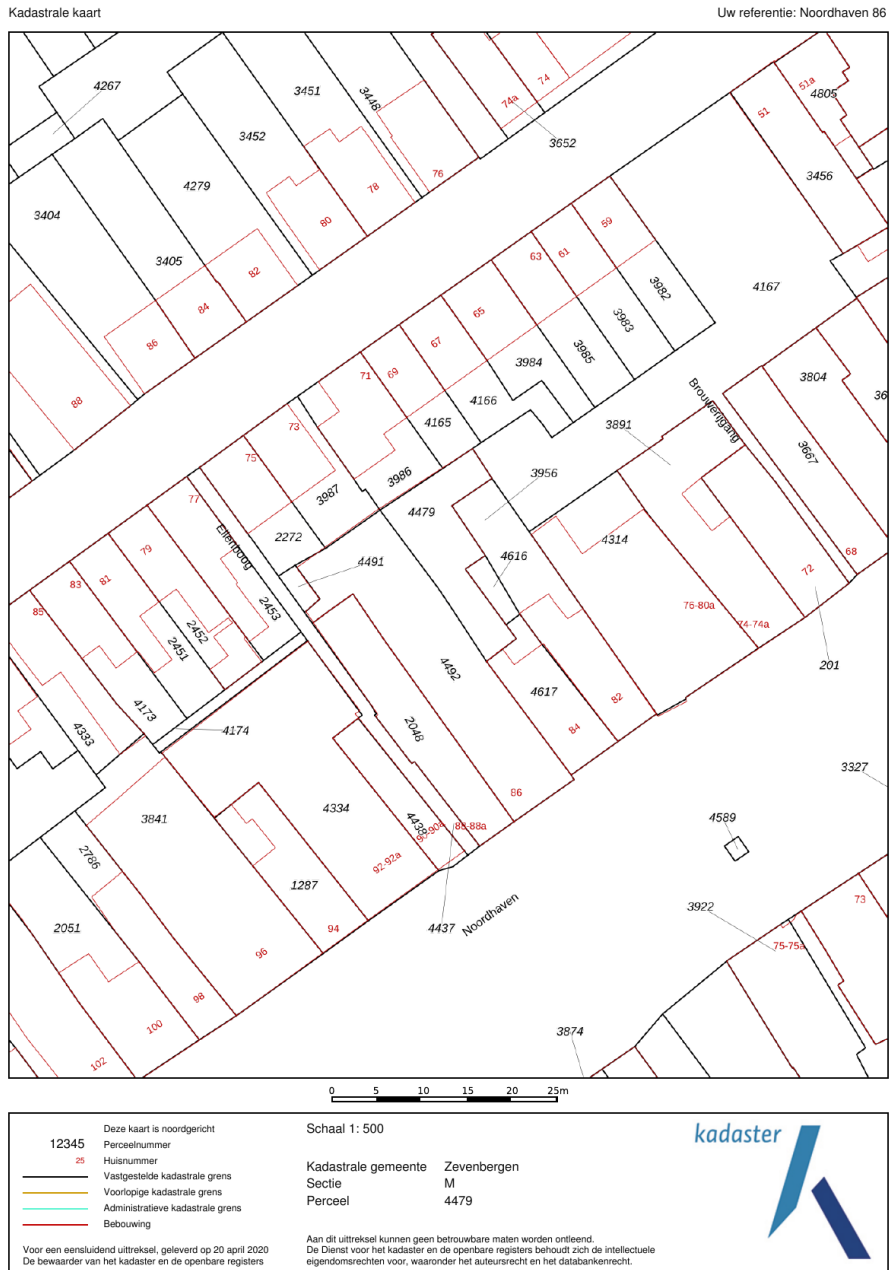 Kadastrale kaart
Uw referentie: Noordhaven 86
4267
3451
3448
74a
74
51a
4805
51
3452
3652
76
78
3456
4279
3404
80
59
3405
82
63
61
3982
4167
84
65
3983
86
67
3985
3984
71
69
3804
88
4166
36
Brouwerijgang
73
4165
3891
3667
75
3986
3956
3987
77
4479
2272
4314
Ellenboog
79
4616
68
4491
81
83
72
2453
76-80a
85
2452
74-74a
2451
4492
201
4617
82
4173
2048
84
4333
4174
3327
86
4334
3841
4438
4589
90-90a
88-88a
2786
92-92a
1287
3922
73
2051
94
4437
Noordhaven
75-75a
96
98
100
3874
102
0 5 10 15 20 25m
Deze kaart is noordgericht
12345 Perceelnummer
25 Huisnummer
Vastgestelde kadastrale grens
Voorlopige kadastrale grens
Administratieve kadastrale grens
Bebouwing
Voor een eensluidend uittreksel, geleverd op 20 april 2020
De bewaarder van het kadaster en de openbare registers
Schaal 1: 500
Kadastrale gemeente Zevenbergen
Sectie M
Perceel 4479
Aan dit uittreksel kunnen geen betrouwbare maten worden ontleend.
De Dienst voor het kadaster en de openbare registers behoudt zich de intellectuele
eigendomsrechten voor, waaronder het auteursrecht en het databankenrecht.
kadaster